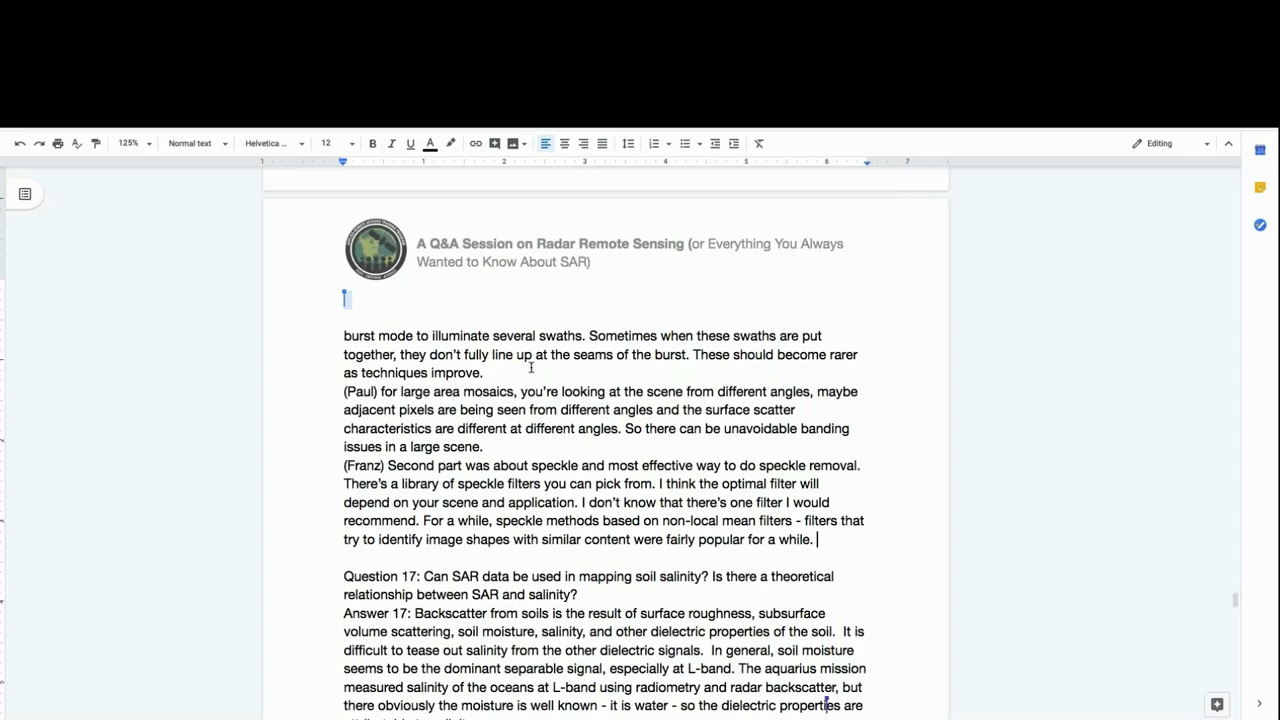 125%
Normal text
Helvetica ...
12
Editing
1 1 2 3 4 5 6 7
A Q&A Session on Radar Remote Sensing (or Everything You Always
Wanted to Know About SAR)
burst mode to illuminate several swaths. Sometimes when these swaths are put
together, they don't fully line up at the seams of the burst. These should become rarer
as techniques improve.
(Paul) for large area mosaics, you're looking at the scene from different angles, maybe
adjacent pixels are being seen from different angles and the surface scatter
characteristics are different at different angles. So there can be unavoidable banding
issues in a large scene.
(Franz) Second part was about speckle and most effective way to do speckle removal.
There's a library of speckle filters you can pick from. I think the optimal filter will
depend on your scene and application. I don't know that there's one filter I would
recommend. For a while, speckle methods based on non-local mean filters - filters that
try to identify image shapes with similar content were fairly popular for a while.
Question 17: Can SAR data be used in mapping soil salinity? Is there a theoretical
relationship between SAR and salinity?
Answer 17: Backscatter from soils is the result of surface roughness, subsurface
volume scattering, soil moisture, salinity, and other dielectric properties of the soil.  It is
difficult to tease out salinity from the other dielectric signals.  In general, soil moisture
seems to be the dominant separable signal, especially at L-band. The aquarius mission
measured salinity of the oceans at L-band using radiometry and radar backscatter, but
there obviously the moisture is well known - it is water - so the dielectric properties are